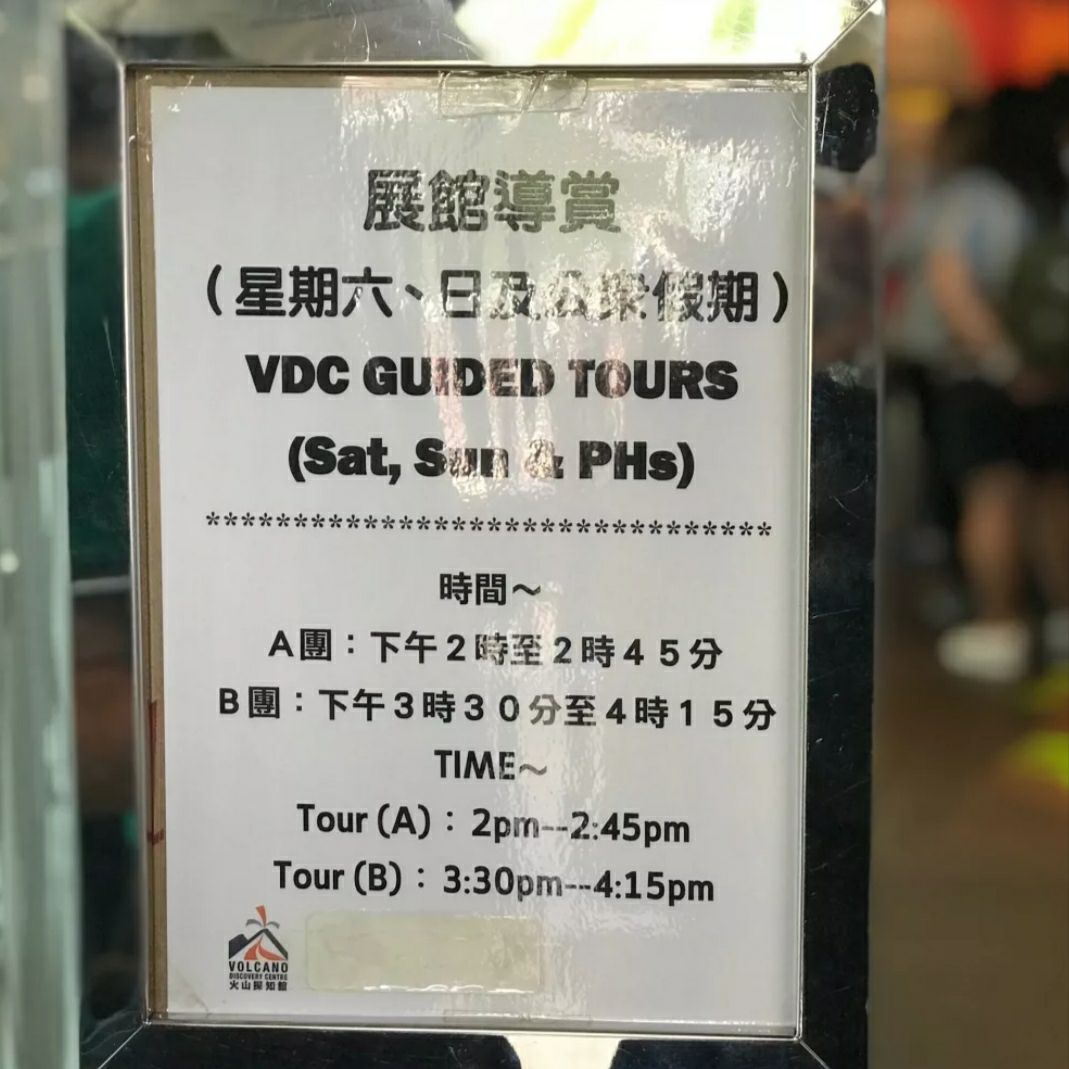 展館導賞
（星期六、日及公衆假期）
VDC GUIDED TOURS
(Sat, Sun & PHs)
********************************
時間～
A團：下午2時至2時45分
B團：下午3時30分至4時15分
TIME～
Tour (A)：2pm--2:45pm
Tour (B)：3:30pm--4:15pm
VOLCANO
DISCOVERY CENTRE
火山探知館